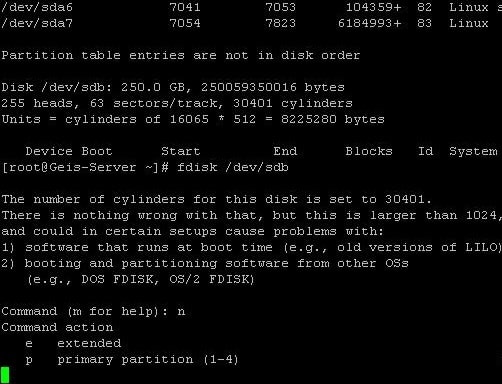 /dev/sda6 7041 7053 104359+ 82 Linux s
/dev/sda7 7054 7823 6184993+ 83 Linux
Partition table entries are not in disk order
Disk /dev/sdb: 250.0 GB, 250059350016 bytes
255 heads, 63 sectors/track, 30401 cylinders
Units = cylinders of 16065 * 512 = 8225280 bytes
Device Boot Start End Blocks Id System
[root@Geis-Server ~]# fdisk /dev/sdb
The number of cylinders for this disk is set to 30401.
There is nothing wrong with that, but this is larger than 1024,
and could in certain setups cause problems with:
1) software that runs at boot time (e.g., old versions of LILO)
2) booting and partitioning software from other OSs
(e.g., DOS FDISK, OS/2 FDISK)
Command (m for help): n
Command action
e extended
p primary partition (1-4)